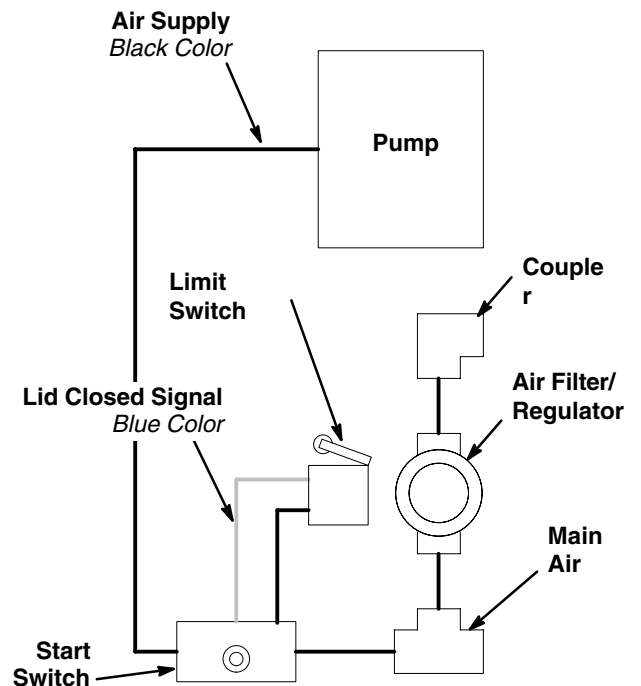 Air Supply
Black Color
Pump
Limit
Switch
Couple
r
Lid Closed Signal
Blue Color
Air Filter/
Regulator
Main
Air
Start
Switch